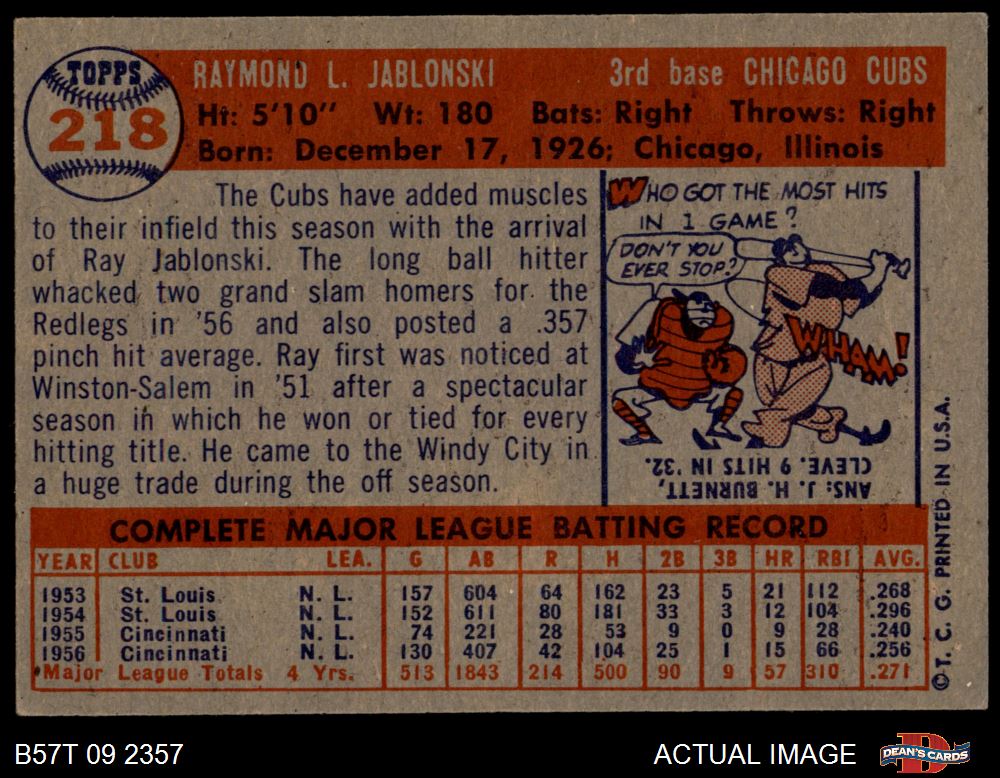 TOPPS
218
RAYMOND L. JABLONSKI 3rd base CHICAGO CUBS
Ht: 5'10" Wt: 180 Bats: Right Throws: Right
Born: December 17, 1926; Chicago, Illinois
The Cubs have added muscles
to their infield this season with the arrival
of Ray Jablonski. The long ball hitter
whacked two grand slam homers for the
Redlegs in '56 and also posted a .357
pinch hit average. Ray first was noticed at
Winston-Salem in '51 after a spectacular
season in which he won or tied for every
hitting title. He came to the Windy City in
a huge trade during the off season.
WHO GOT THE MOST HITS
IN 1 GAME?
DON'T YOU
EVER STOP?
WHAM!
ANS: J. H. BURNETT,
CLEVE. 9 HITS IN '32.
COMPLETE MAJOR LEAGUE BATTING RECORD
YEAR CLUB LEA. G AB R H 2B 3B HR RBI AVG.
1953 St. Louis N. L. 157 604 64 162 23 5 21 112 .268
1954 St. Louis N. L. 152 611 80 181 33 3 12 104 .296
1955 Cincinnati N. L. 74 221 28 53 9 0 9 28 .240
1956 Cincinnati N. L. 130 407 42 104 25 1 15 66 .256
Major League Totals 4 Yrs. 513 1843 214 500 90 9 57 310 .271
©T. C. G. PRINTED IN U.S.A.
B57T 09 2357 ACTUAL IMAGE
DEAN'S CARDS